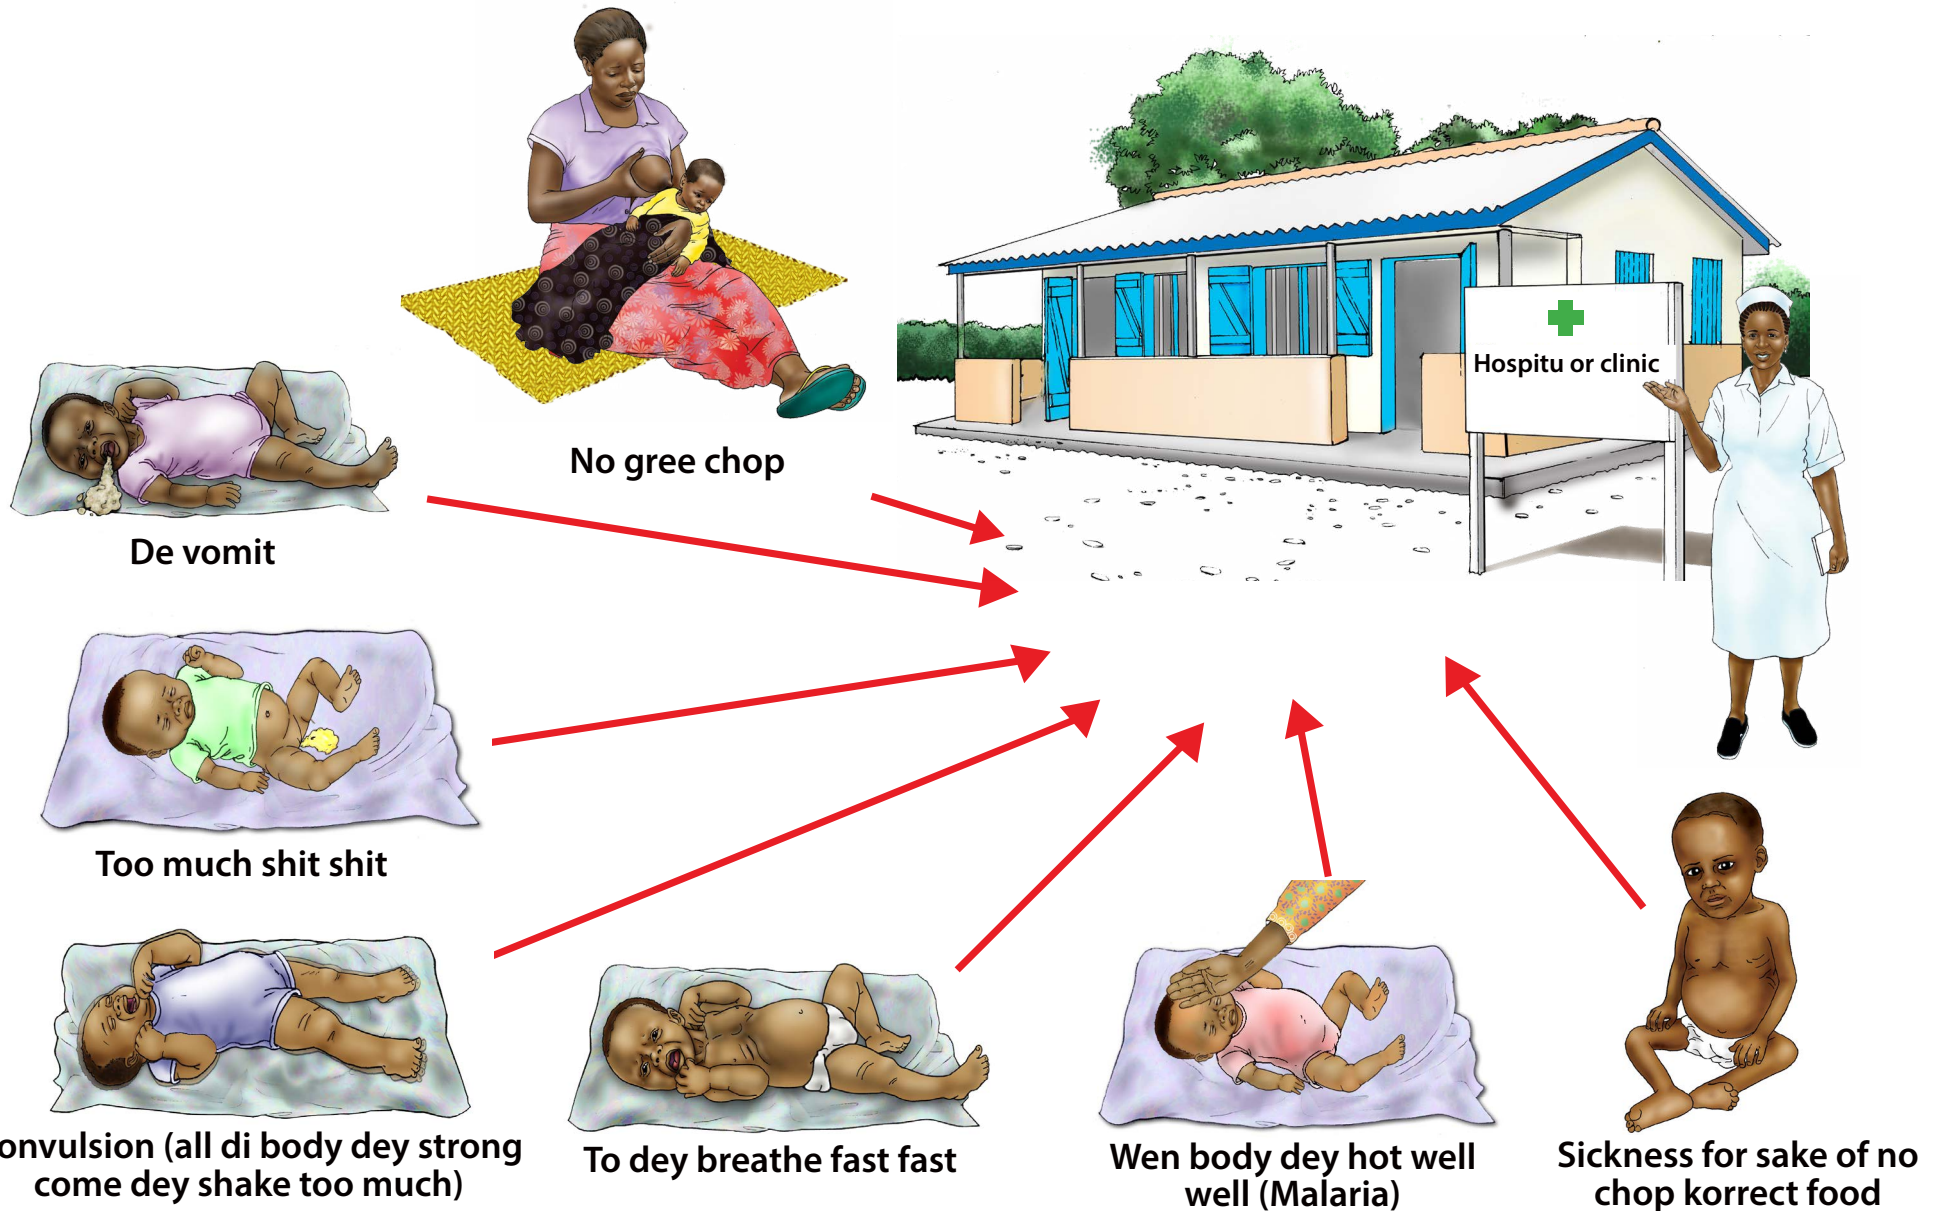 Hospitu or clinic
No gree chop
De vomit
Too much shit shit
onvulsion (all di body dey strong
come dey shake too much)
To dey breathe fast fast
Wen body dey hot well
well (Malaria)
Sickness for sake of no
chop korrect food